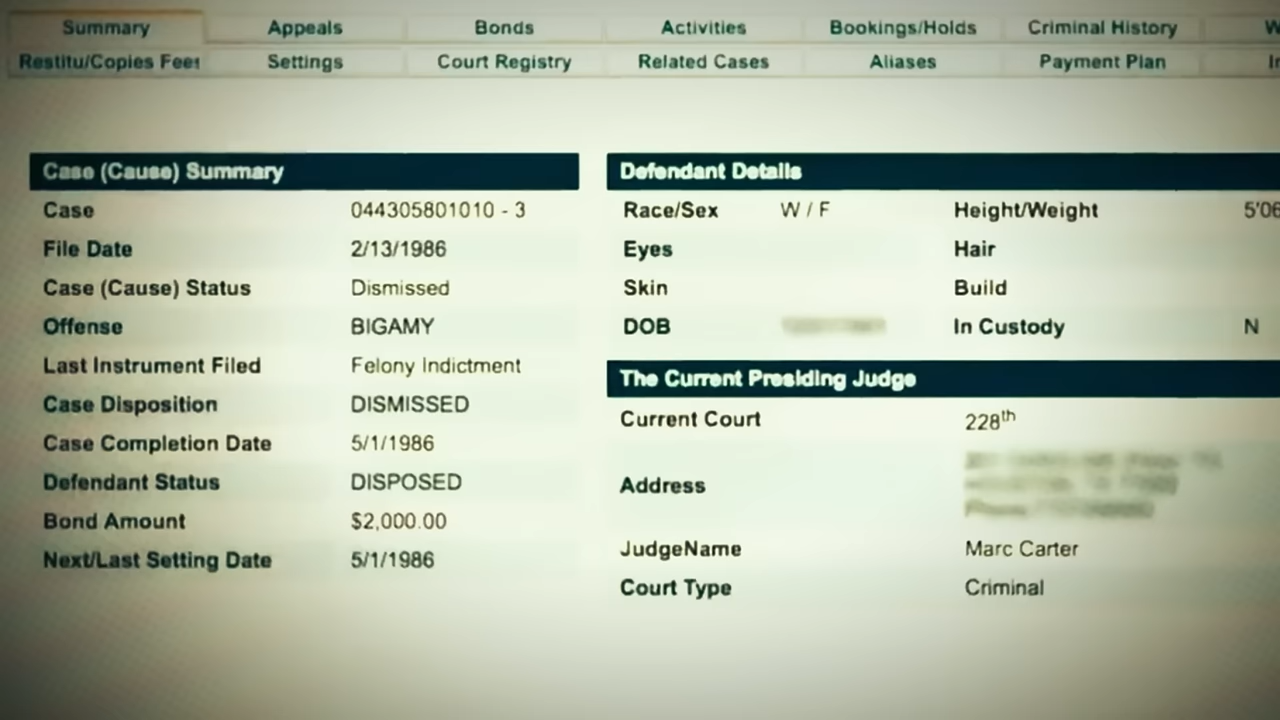 Summary Appeals Bonds Activities Bookings/Holds Criminal History W
Restitu/Copies Fees Settings Court Registry Related Cases Aliases Payment Plan
Case (Cause) Summary
Case 044305801010 - 3
File Date 2/13/1986
Case (Cause) Status Dismissed
Offense BIGAMY
Last Instrument Filed Felony Indictment
Case Disposition DISMISSED
Case Completion Date 5/1/1986
Defendant Status DISPOSED
Bond Amount $2,000.00
Next/Last Setting Date 5/1/1986
Defendant Details
Race/Sex W / F Height/Weight 5'06
Eyes Hair
Skin Build
DOB In Custody N
The Current Presiding Judge
Current Court 228th
Address
JudgeName Marc Carter
Court Type Criminal